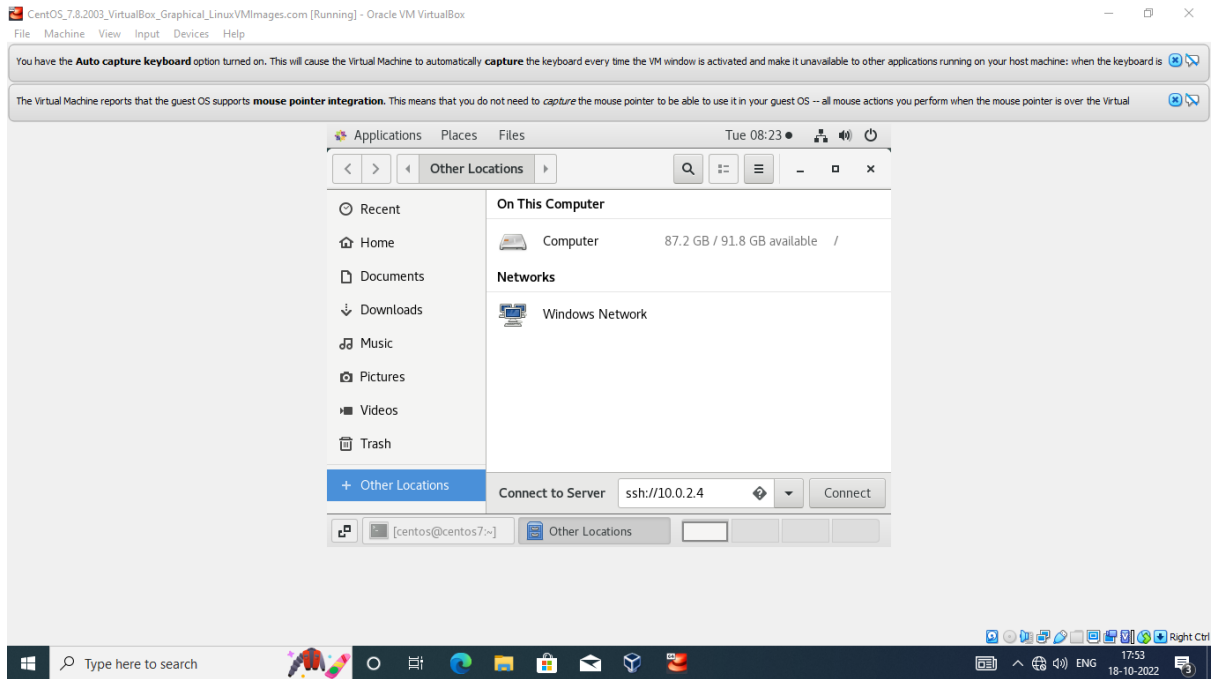 CentOS_7.8.2003_VirtualBox_Graphical_LinuxVMImages.com [Running] - Oracle VM VirtualBox
File Machine View Input Devices Help
You have the Auto capture keyboard option turned on. This will cause the Virtual Machine to automatically capture the keyboard every time the VM window is activated and make it unavailable to other applications running on your host machine: when the keyboard is
The Virtual Machine reports that the guest OS supports mouse pointer integration. This means that you do not need to capture the mouse pointer to be able to use it in your guest OS -- all mouse actions you perform when the mouse pointer is over the Virtual
Applications Places Files Tue 08:23
Other Locations
Recent
Home
Documents
Downloads
Music
Pictures
Videos
Trash
+ Other Locations
On This Computer
Computer 87.2 GB / 91.8 GB available /
Networks
Windows Network
Connect to Server ssh://10.0.2.4 Connect
[centos@centos7:~] Other Locations
Right Ctrl
Type here to search
ENG
17:53
18-10-2022
3